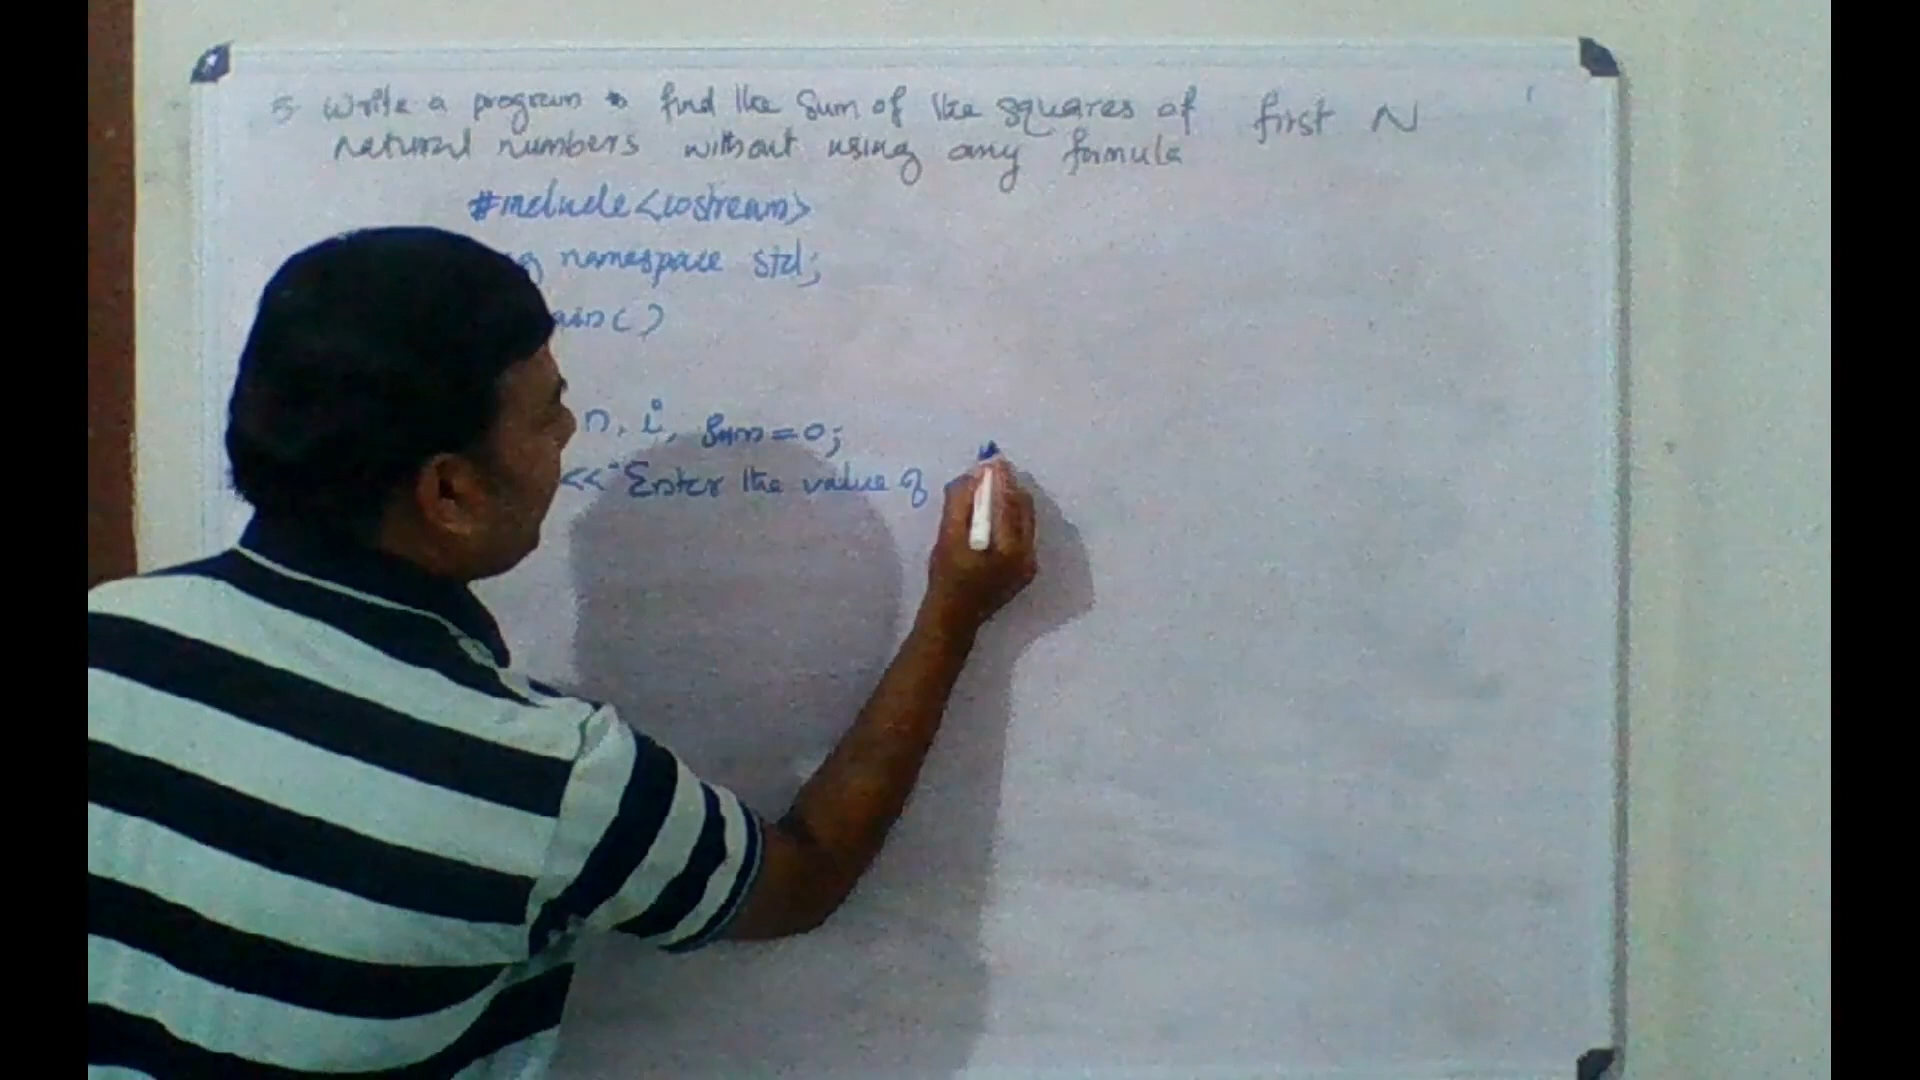 5 Write a program to find the sum of the squares of first N
natural numbers without using any formula
#include<iostream>
namespace std;
ain( )
n, i, sum=0;
<<"Enter the value of